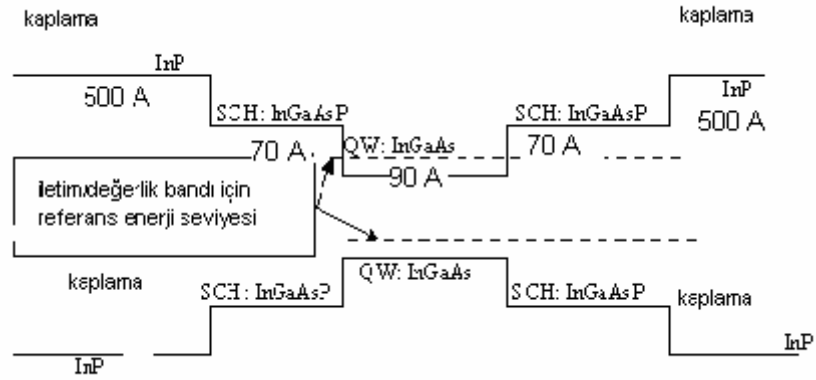 kaplama
kaplama
InP
InP
500 A
500 A
SCH: InGaAsP
SCH: InGaAsP
70 A
QW: InGaAs
70 A
90 A
iletim/değerlik bandı için
referans enerji seviyesi
kaplama
SCH: InGaAsP
QW: InGaAs
SCH: InGaAsP
kaplama
InP
InP